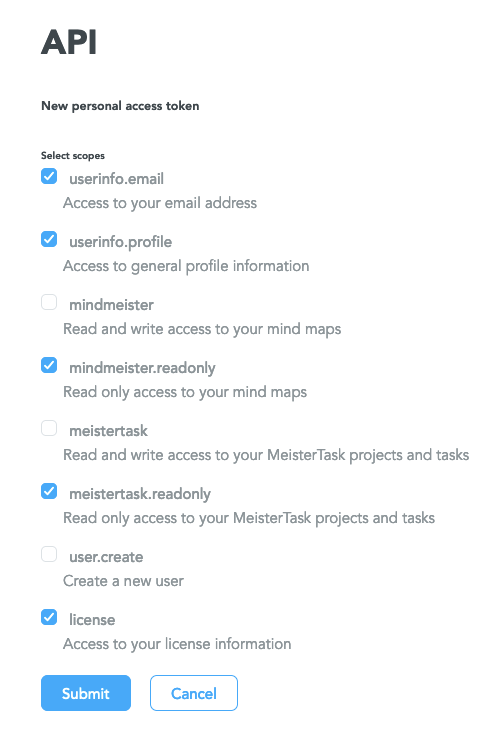 API
New personal access token
Select scopes
userinfo.email
Access to your email address
userinfo.profile
Access to general profile information
mindmeister
Read and write access to your mind maps
mindmeister.readonly
Read only access to your mind maps
meistertask
Read and write access to your MeisterTask projects and tasks
meistertask.readonly
Read only access to your MeisterTask projects and tasks
user.create
Create a new user
license
Access to your license information
Submit Cancel